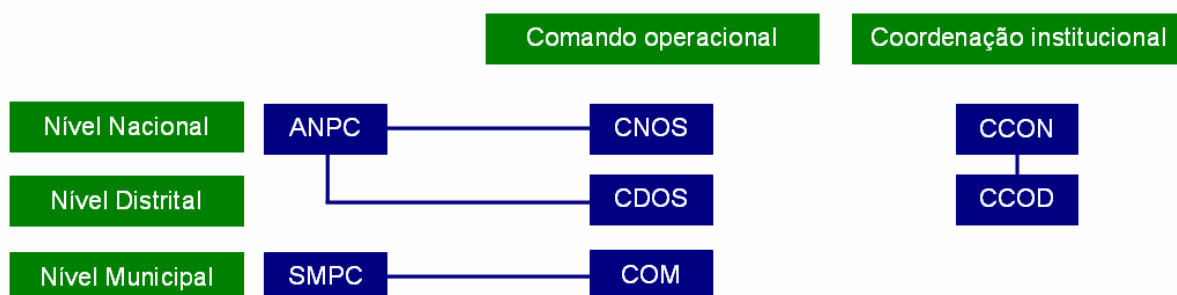 Comando operacional
Coordenação institucional
Nível Nacional
ANPC
CNOS
CCON
Nível Distrital
CDOS
CCOD
Nível Municipal
SMPC
COM